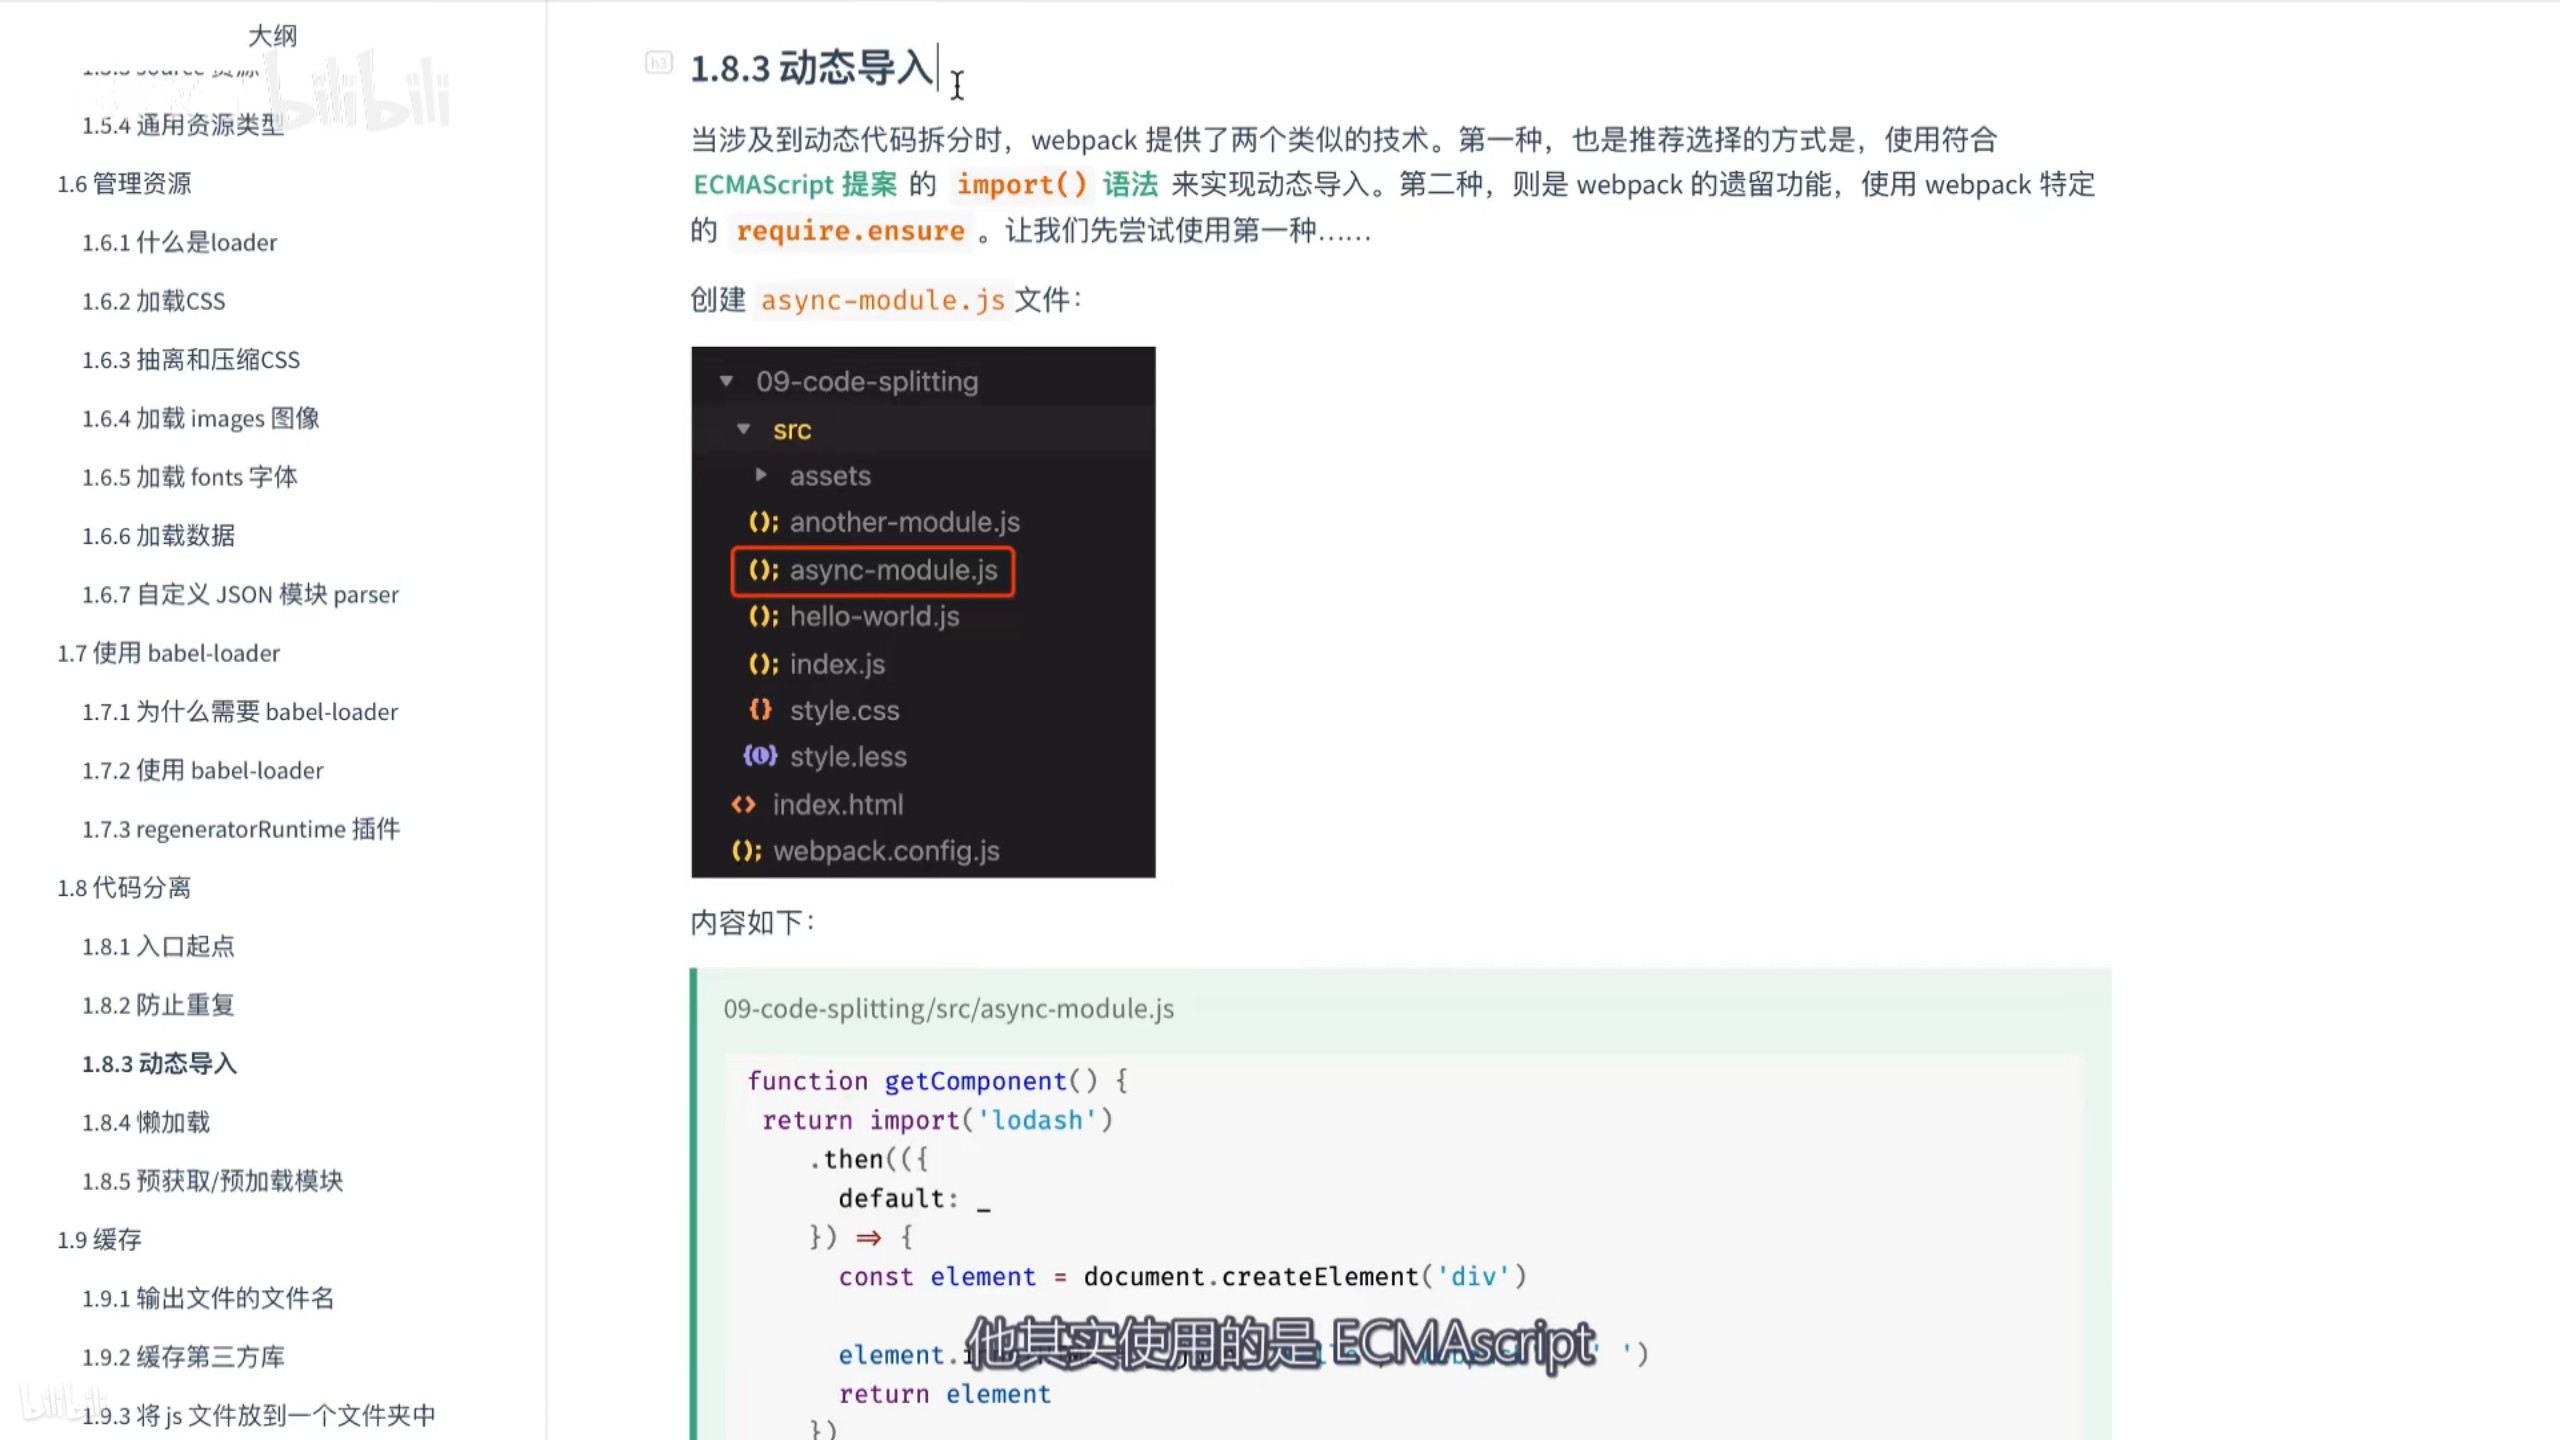 大纲
bilibili
1.5.4 通用资源类型
1.6 管理资源
1.6.1 什么是loader
1.6.2 加载CSS
1.6.3 抽离和压缩CSS
1.6.4 加载 images 图像
1.6.5 加载 fonts 字体
1.6.6 加载数据
1.6.7 自定义 JSON 模块 parser
1.7 使用 babel-loader
1.7.1 为什么需要 babel-loader
1.7.2 使用 babel-loader
1.7.3 regeneratorRuntime 插件
1.8 代码分离
1.8.1 入口起点
1.8.2 防止重复
1.8.3 动态导入
1.8.4 懒加载
1.8.5 预获取/预加载模块
1.9 缓存
1.9.1 输出文件的文件名
1.9.2 缓存第三方库
bilibili
1.9.3 将 js 文件放到一个文件夹中
h3
1.8.3 动态导入
当涉及到动态代码拆分时，webpack 提供了两个类似的技术。第一种，也是推荐选择的方式是，使用符合
ECMAScript 提案 的 import() 语法 来实现动态导入。第二种，则是 webpack 的遗留功能，使用 webpack 特定
的 require.ensure 。让我们先尝试使用第一种……
创建 async-module.js 文件：
09-code-splitting
src
assets
(); another-module.js
(); async-module.js
(); hello-world.js
(); index.js
{} style.css
{L} style.less
<> index.html
(); webpack.config.js
内容如下：
09-code-splitting/src/async-module.js
function getComponent() {
return import('lodash')
.then(({
default: _
}) => {
const element = document.createElement('div')
element. ' ')
他其实使用的是 ECMAscript
return element
})